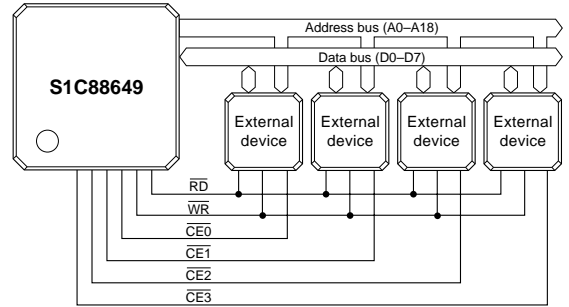 Address bus (A0–A18)
Data bus (D0–D7)
S1C88649
External
device
External
device
External
device
External
device
RD
WR
CE0
CE1
CE2
CE3